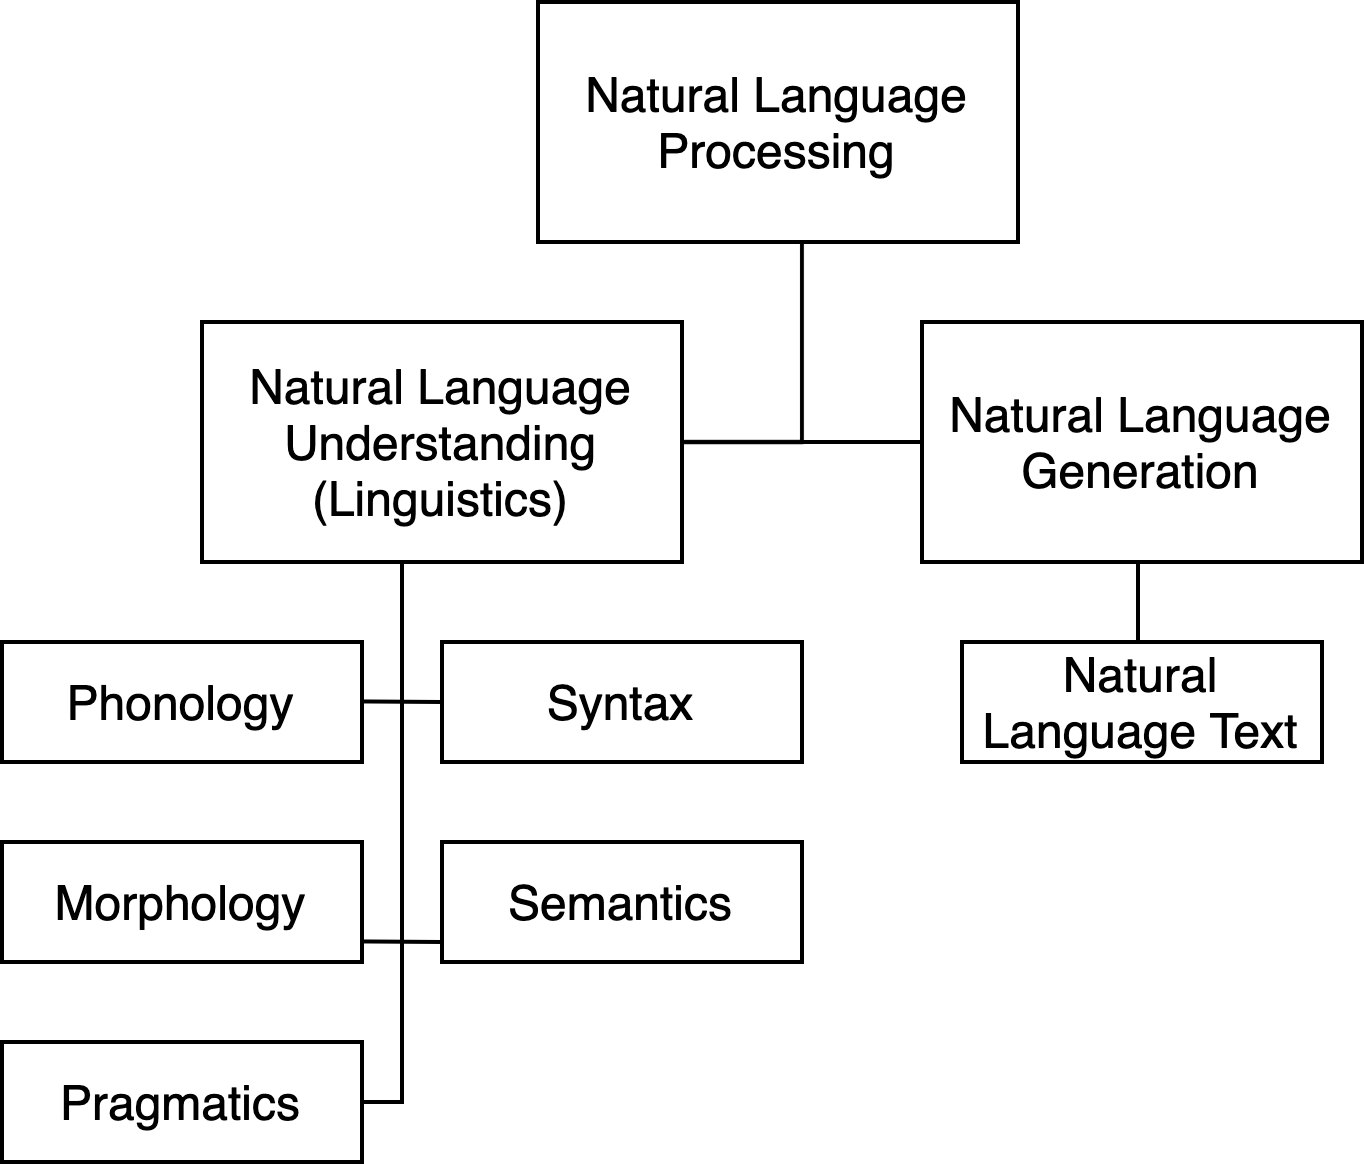 Natural Language
Processing
Natural Language
Understanding
(Linguistics)
Natural Language
Generation
Phonology
Syntax
Natural
Language Text
Morphology
Semantics
Pragmatics